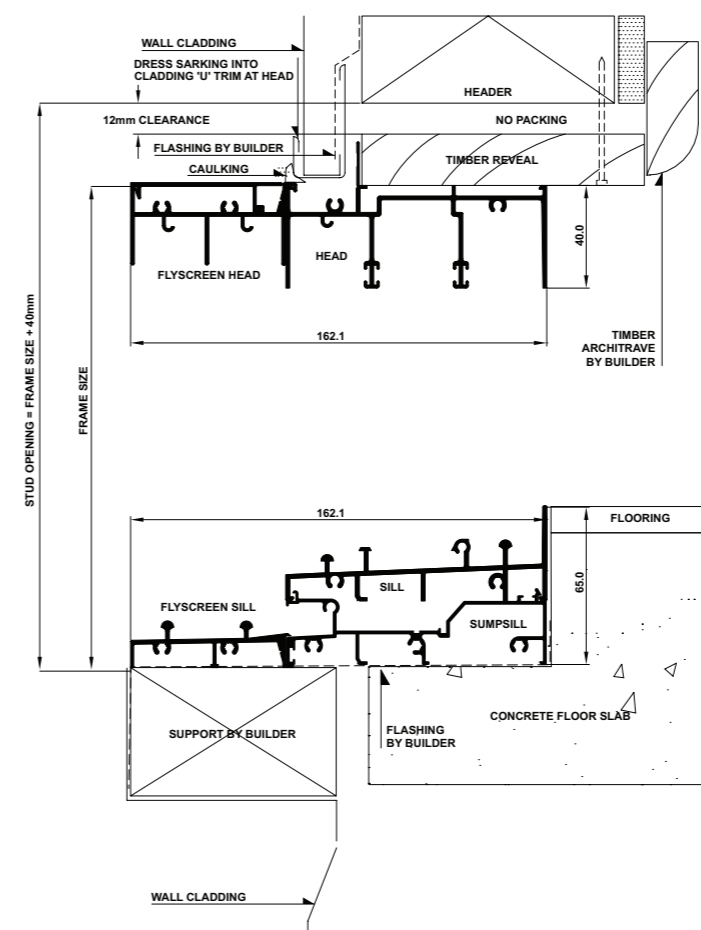 WALL CLADDING
DRESS SARKING INTO
CLADDING 'U' TRIM AT HEAD
HEADER
12mm CLEARANCE
NO PACKING
FLASHING BY BUILDER
TIMBER REVEAL
CAULKING
40.0
HEAD
FLYSCREEN HEAD
STUD OPENING = FRAME SIZE + 40mm
FRAME SIZE
162.1
TIMBER
ARCHITRAVE
BY BUILDER
162.1
FLOORING
65.0
SILL
FLYSCREEN SILL
SUMPSILL
CONCRETE FLOOR SLAB
SUPPORT BY BUILDER
FLASHING
BY BUILDER
WALL CLADDING